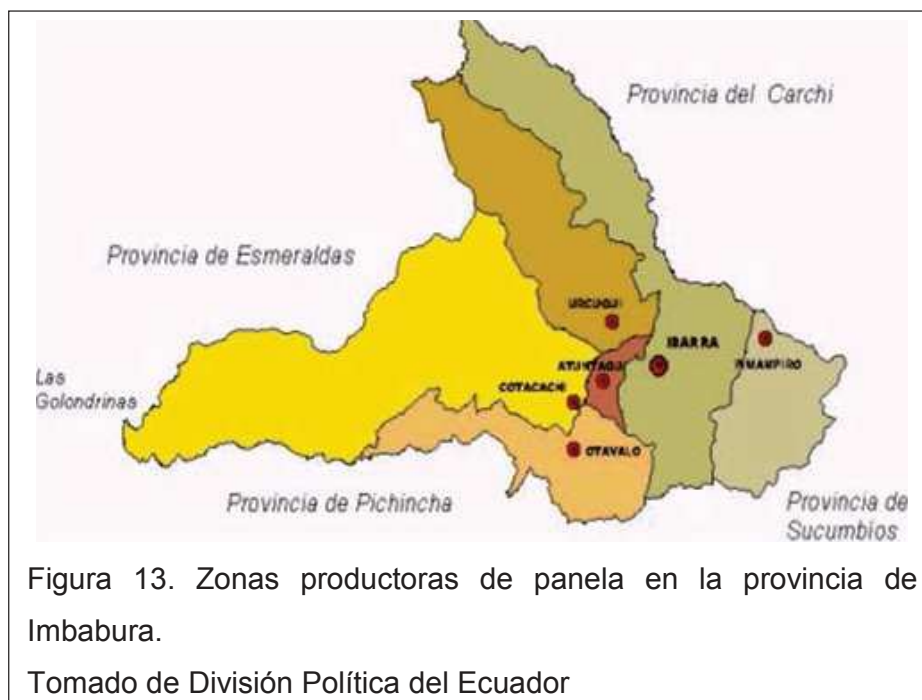 Provincia del Carchi
Provincia de Esmeraldas
URCUQUI
IBARRA
ATUNTAQUI
PIMAMPIRO
COTACACHI
Las
Golondrinas
OTAVALO
Provincia de Pichincha
Provincia de
Sucumbios
Figura 13. Zonas productoras de panela en la provincia de
Imbabura.
Tomado de División Política del Ecuador